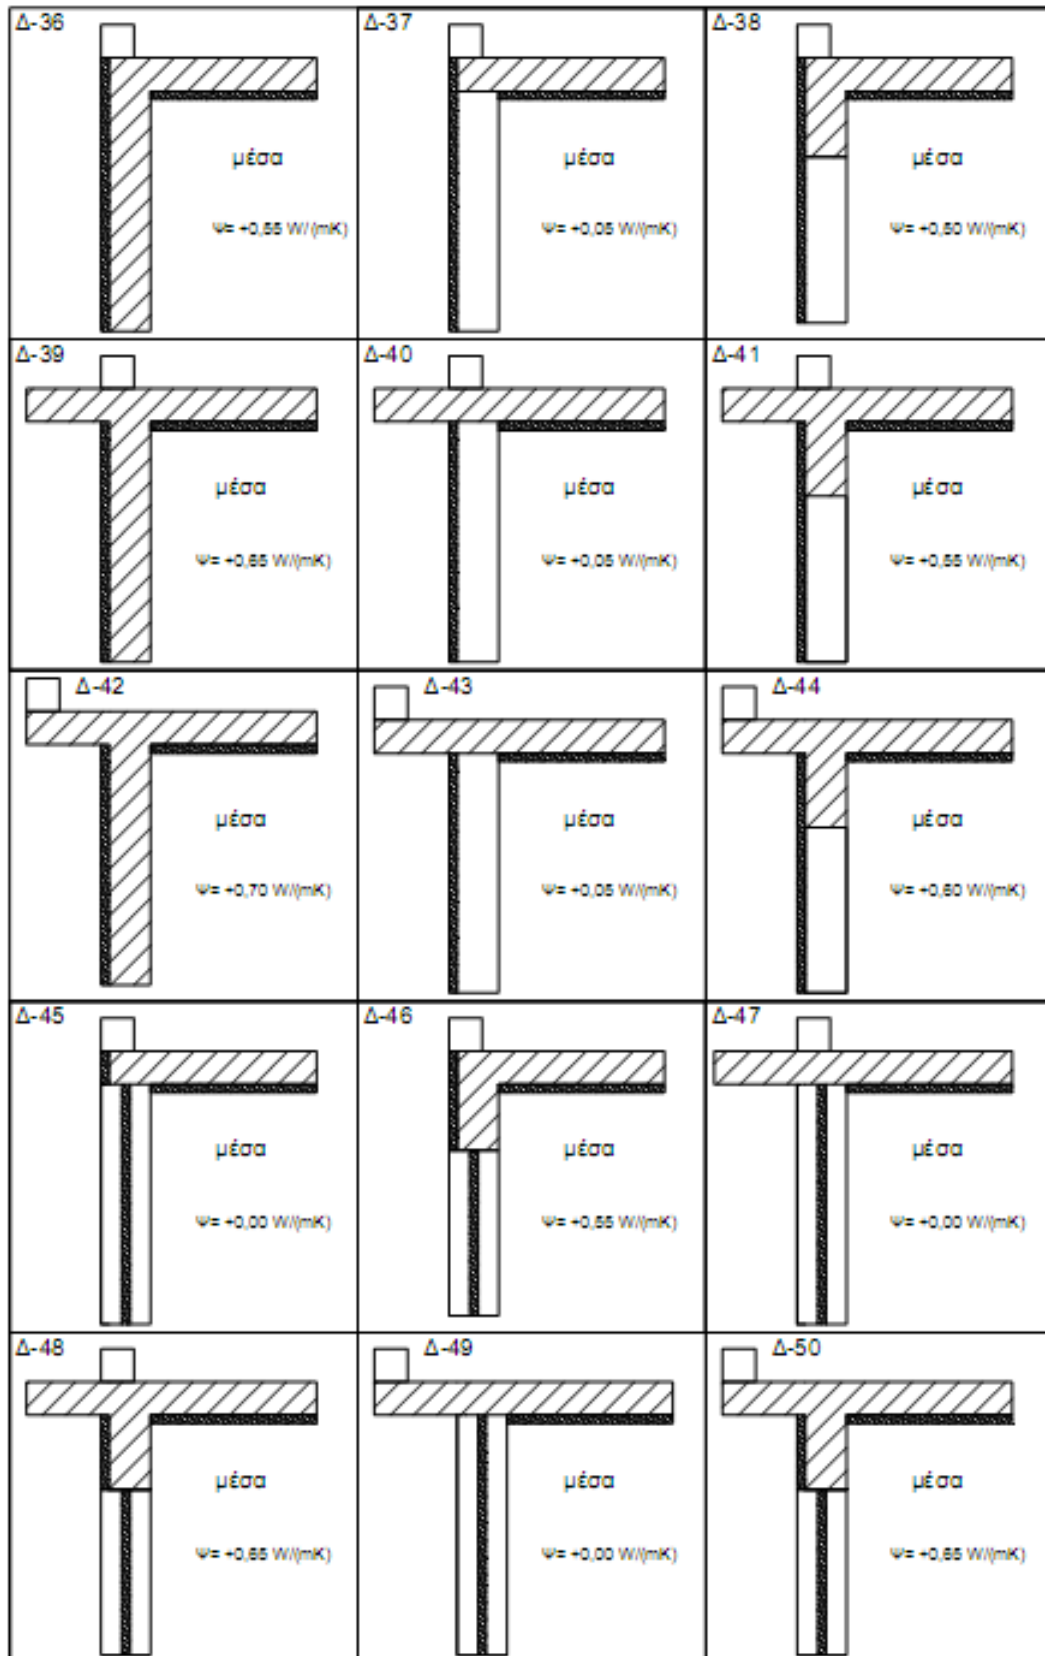 Δ-36
μέσα
Ψ= +0,55 W/(mK)
Δ-37
μέσα
Ψ= +0,05 W/(mK)
Δ-38
μέσα
Ψ= +0,50 W/(mK)
Δ-39
μέσα
Ψ= +0,65 W/(mK)
Δ-40
μέσα
Ψ= +0,05 W/(mK)
Δ-41
μέσα
Ψ= +0,55 W/(mK)
Δ-42
μέσα
Ψ= +0,70 W/(mK)
Δ-43
μέσα
Ψ= +0,05 W/(mK)
Δ-44
μέσα
Ψ= +0,60 W/(mK)
Δ-45
μέσα
Ψ= +0,00 W/(mK)
Δ-46
μέσα
Ψ= +0,55 W/(mK)
Δ-47
μέσα
Ψ= +0,00 W/(mK)
Δ-48
μέσα
Ψ= +0,65 W/(mK)
Δ-49
μέσα
Ψ= +0,00 W/(mK)
Δ-50
μέσα
Ψ= +0,65 W/(mK)